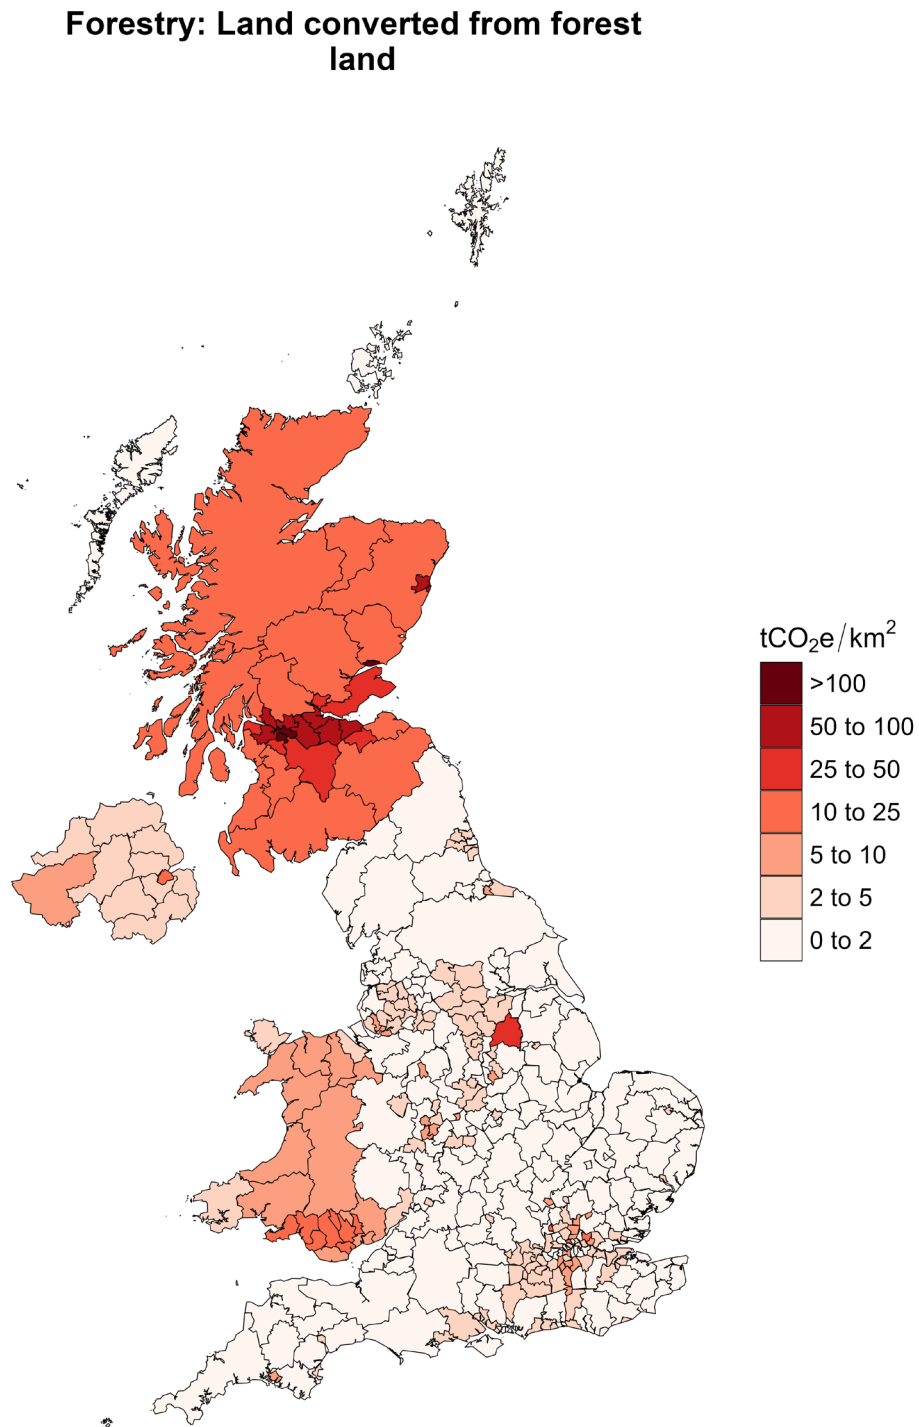 Forestry: Land converted from forest
land
tCO₂e/km²
>100
50 to 100
25 to 50
10 to 25
5 to 10
2 to 5
0 to 2